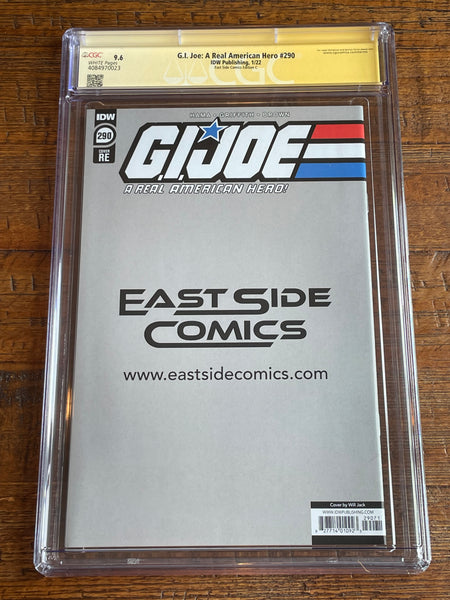 CGC
9.6
WHITE Pages
4084970023
G.I. Joe: A Real American Hero #290
IDW Publishing, 1/22
East Side Comics Edition C
IDW
290
COVER
RE
HAMA • GRIFFITH • BROWN
G.I.JOE
A REAL AMERICAN HERO!
EAST SIDE
COMICS
www.eastsidecomics.com
Cover by Will Jack
WWW.IDWPUBLISHING.COM
29071